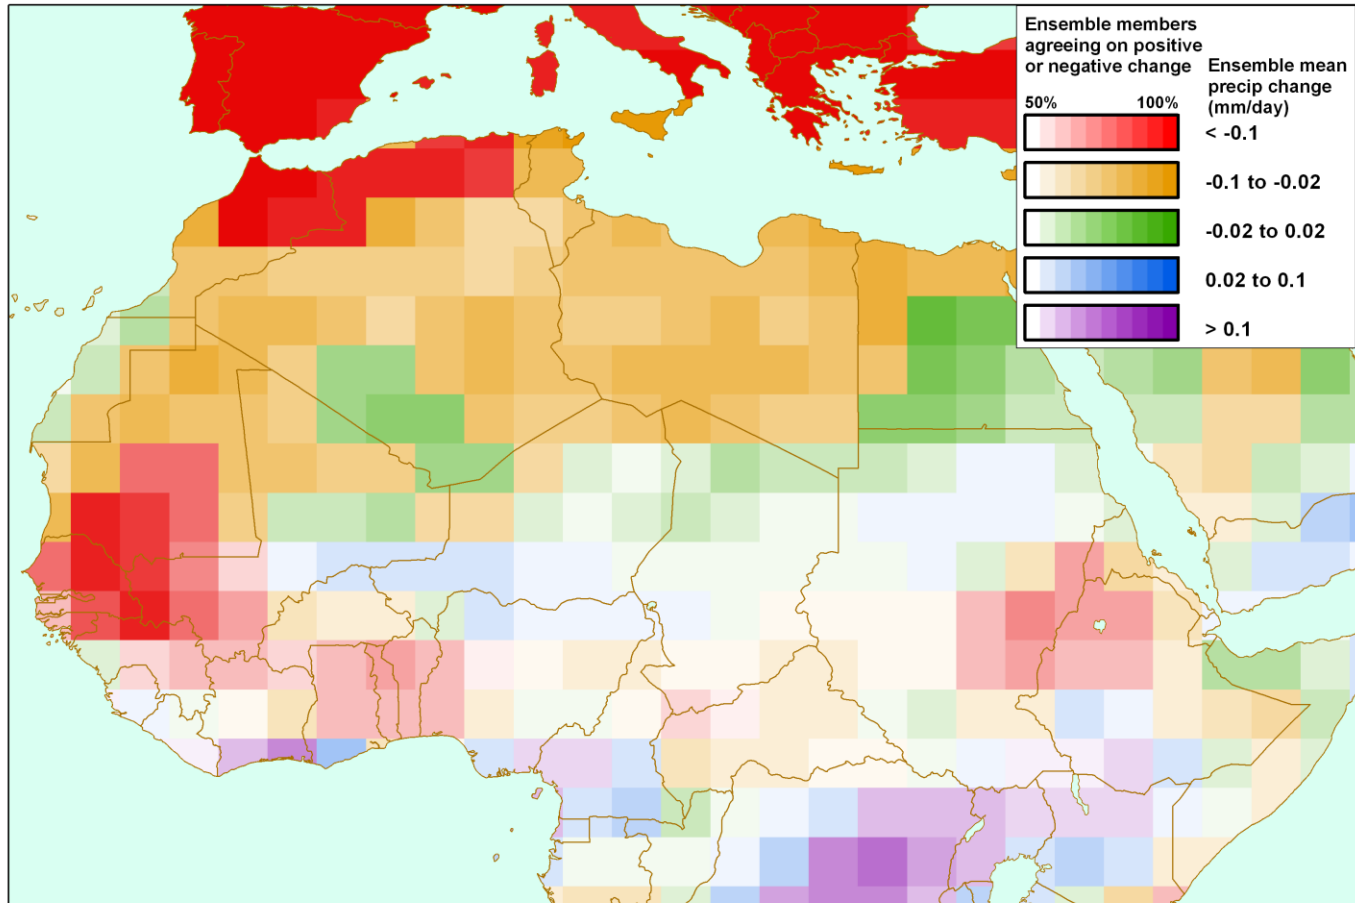 Ensemble members
agreeing on positive
or negative change
Ensemble mean
precip change
(mm/day)
50% 100%
< -0.1
-0.1 to -0.02
-0.02 to 0.02
0.02 to 0.1
> 0.1